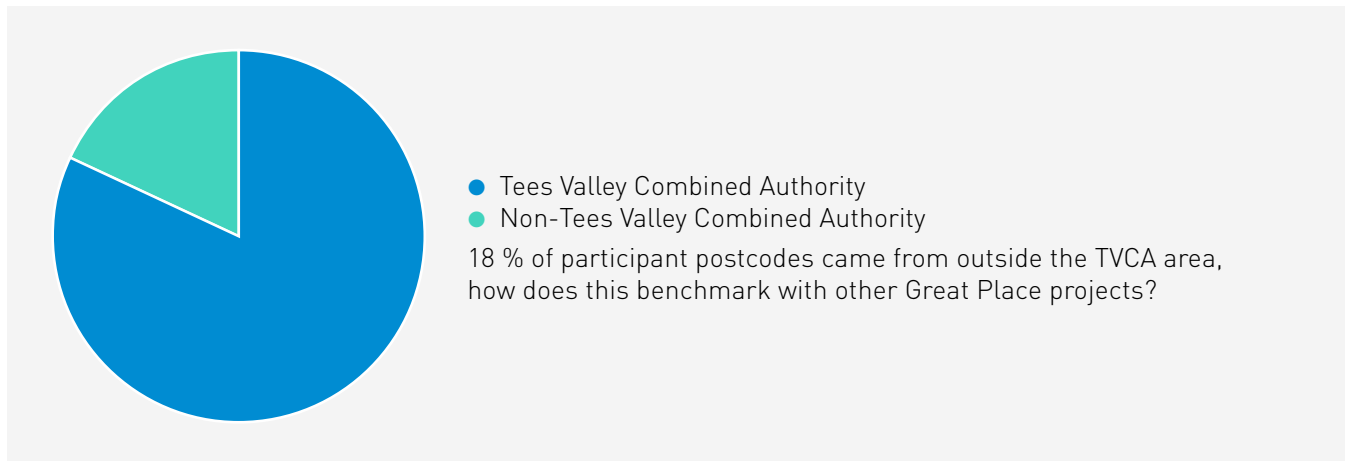 Tees Valley Combined Authority
Non-Tees Valley Combined Authority
18 % of participant postcodes came from outside the TVCA area,
how does this benchmark with other Great Place projects?